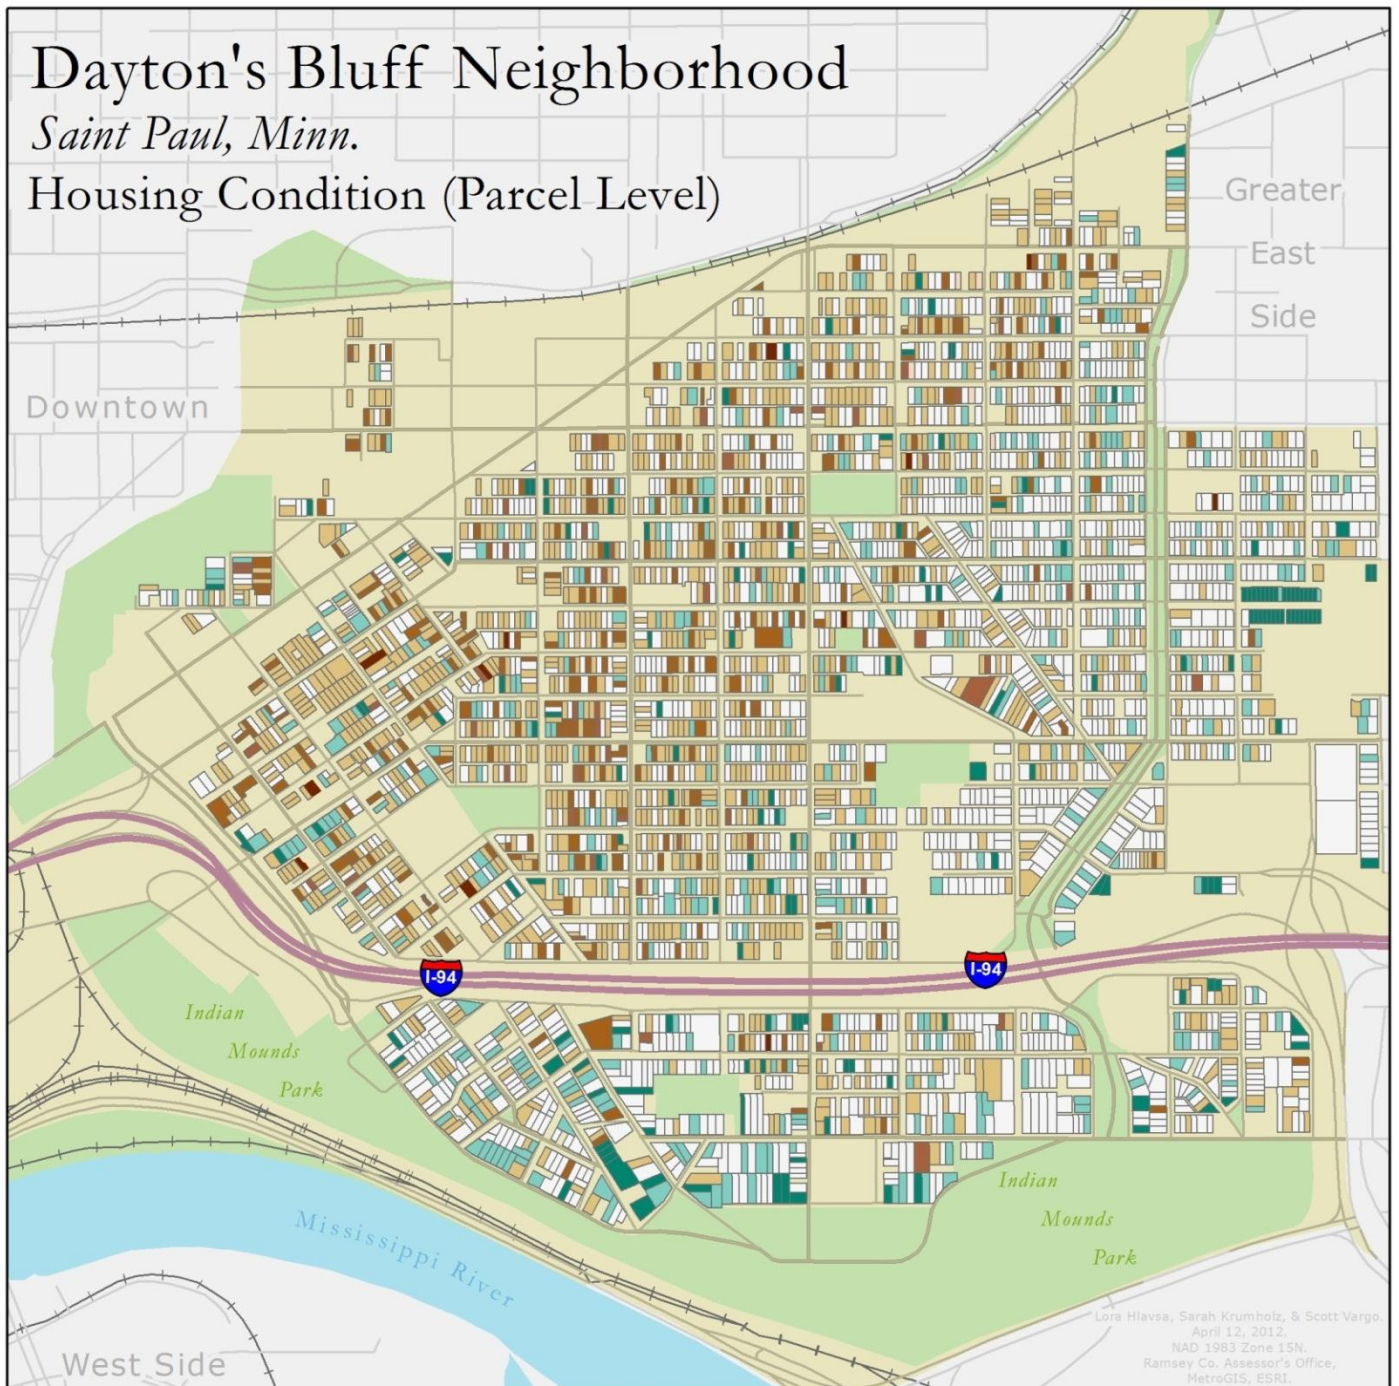 Dayton's Bluff Neighborhood
Saint Paul, Minn.
Housing Condition (Parcel Level)
Greater
East
Side
Downtown
I-94
I-94
Indian
Mounds
Park
Indian
Mounds
Park
Mississippi River
West Side
Lora Hlavsa, Sarah Krumholz, & Scott Vargo.
April 12, 2012.
NAD 1983 Zone 15N.
Ramsey Co. Assessor's Office,
MetroGIS, ESRI.